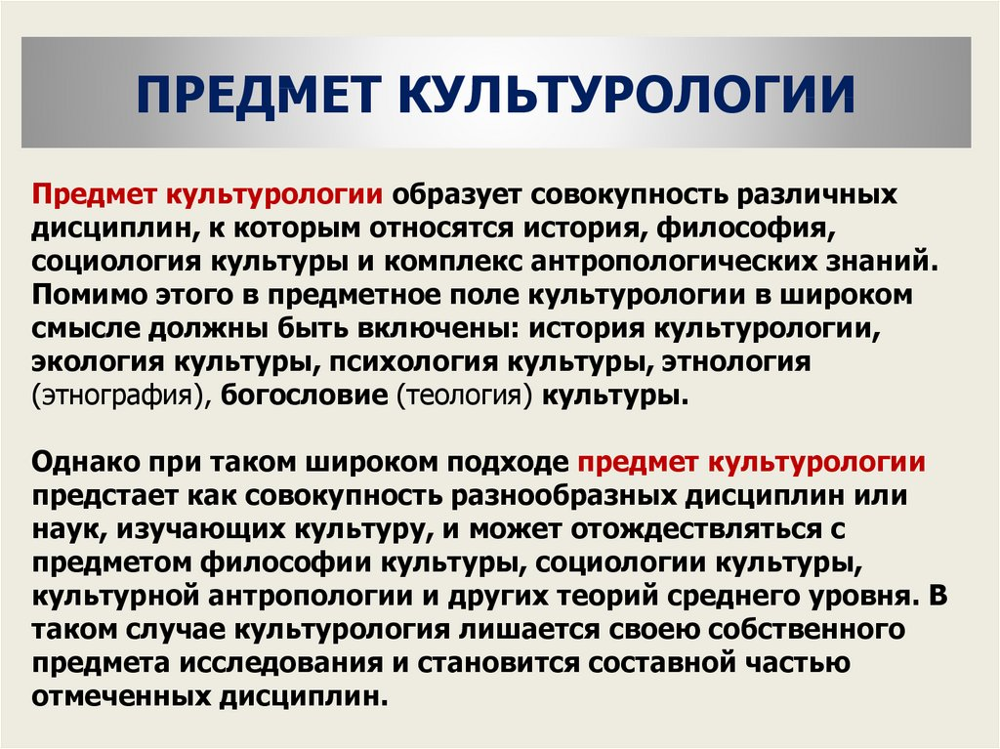 ПРЕДМЕТ КУЛЬТУРОЛОГИИ
Предмет культурологии образует совокупность различных
дисциплин, к которым относятся история, философия,
социология культуры и комплекс антропологических знаний.
Помимо этого в предметное поле культурологии в широком
смысле должны быть включены: история культурологии,
экология культуры, психология культуры, этнология
(этнография), богословие (теология) культуры.
Однако при таком широком подходе предмет культурологии
предстает как совокупность разнообразных дисциплин или
наук, изучающих культуру, и может отождествляться с
предметом философии культуры, социологии культуры,
культурной антропологии и других теорий среднего уровня. В
таком случае культурология лишается своею собственного
предмета исследования и становится составной частью
отмеченных дисциплин.